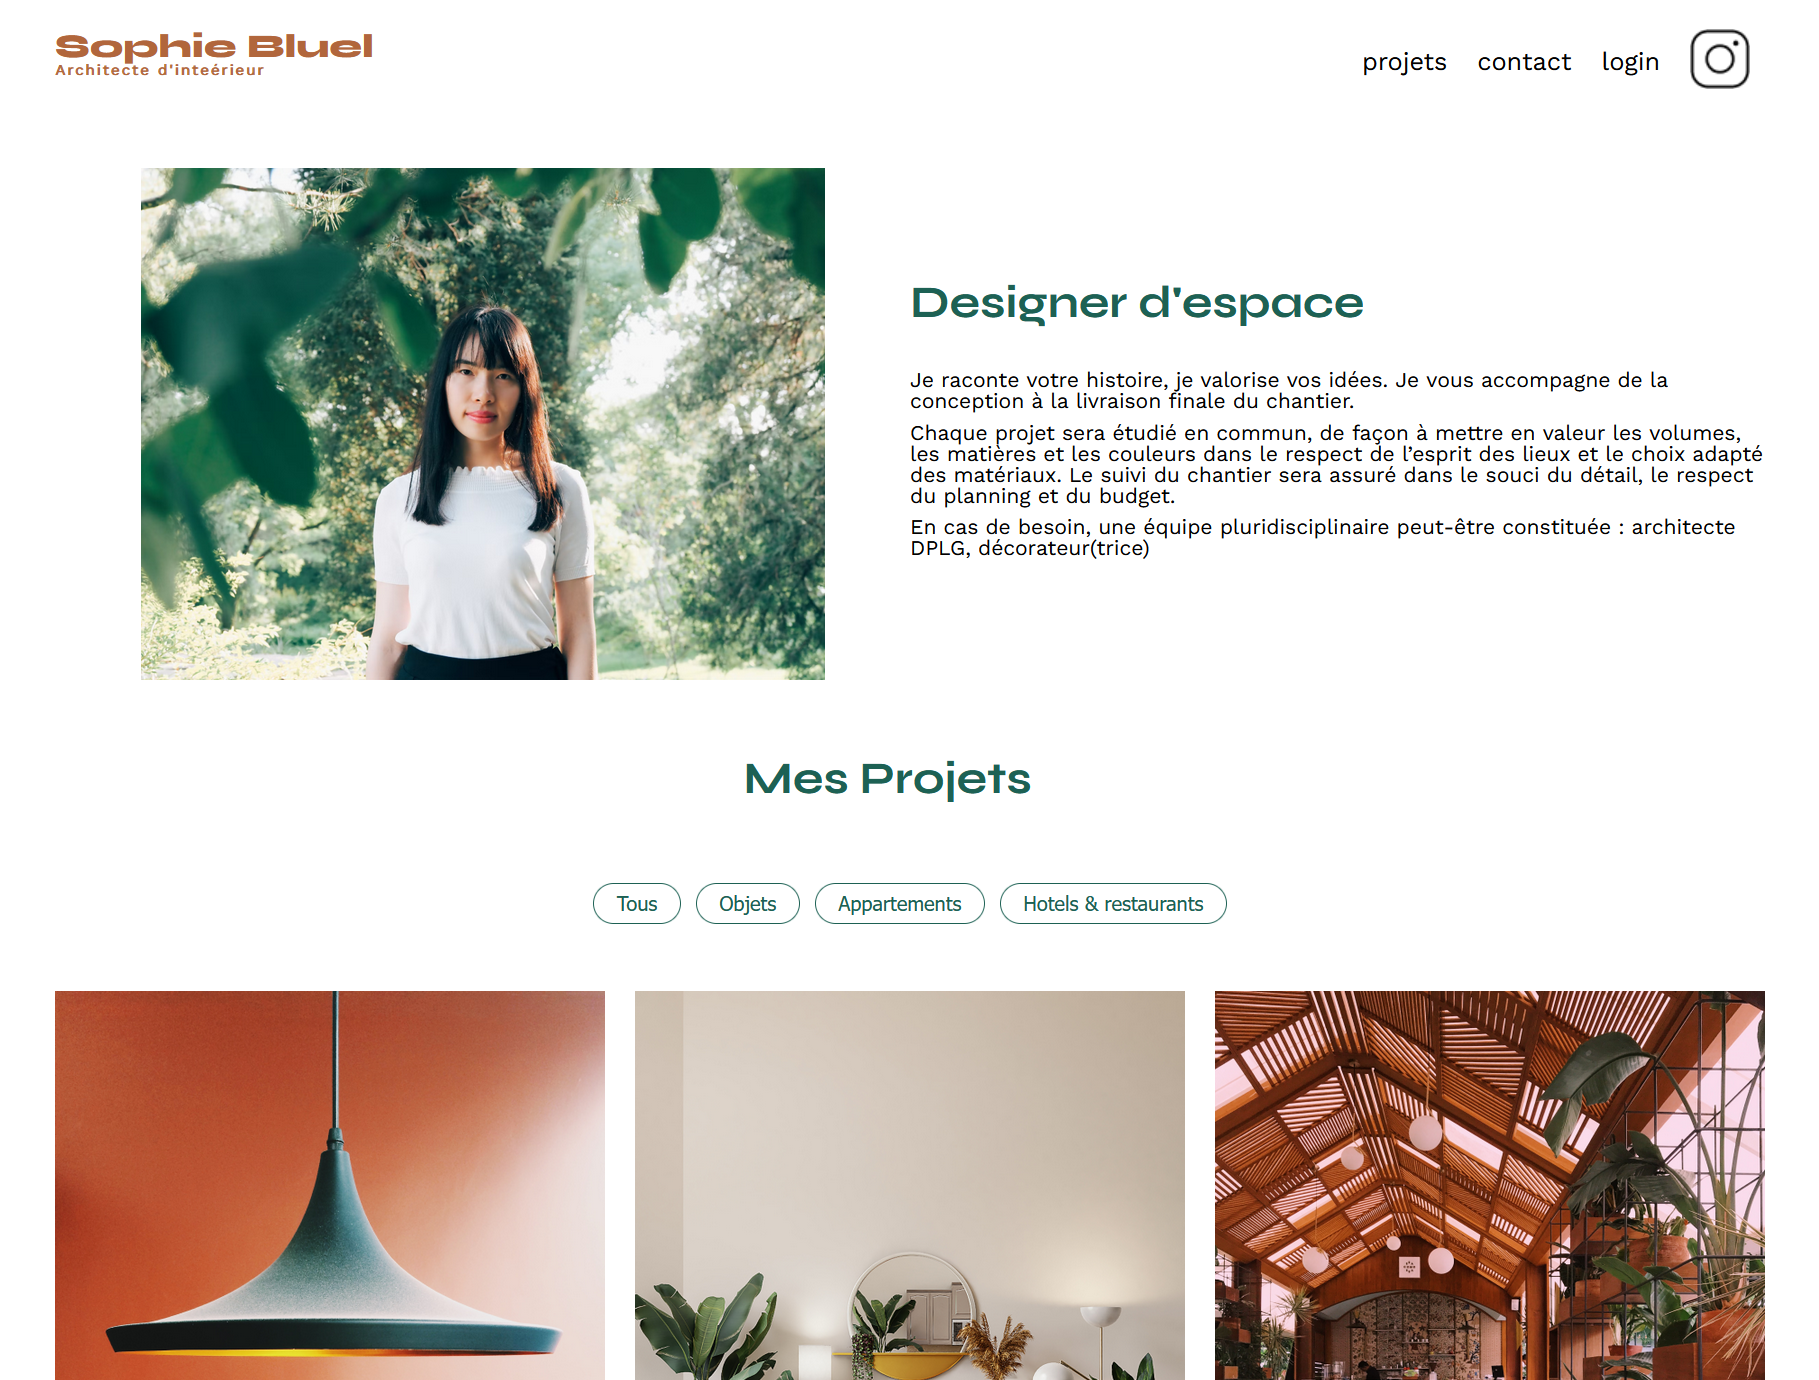 Sophie Bluel
Architecte d'inteérieur
projets contact login
Designer d'espace
Je raconte votre histoire, je valorise vos idées. Je vous accompagne de la
conception à la livraison finale du chantier.
Chaque projet sera étudié en commun, de façon à mettre en valeur les volumes,
les matières et les couleurs dans le respect de l’esprit des lieux et le choix adapté
des matériaux. Le suivi du chantier sera assuré dans le souci du détail, le respect
du planning et du budget.
En cas de besoin, une équipe pluridisciplinaire peut-être constituée : architecte
DPLG, décorateur(trice)
Mes Projets
Tous Objets Appartements Hotels & restaurants